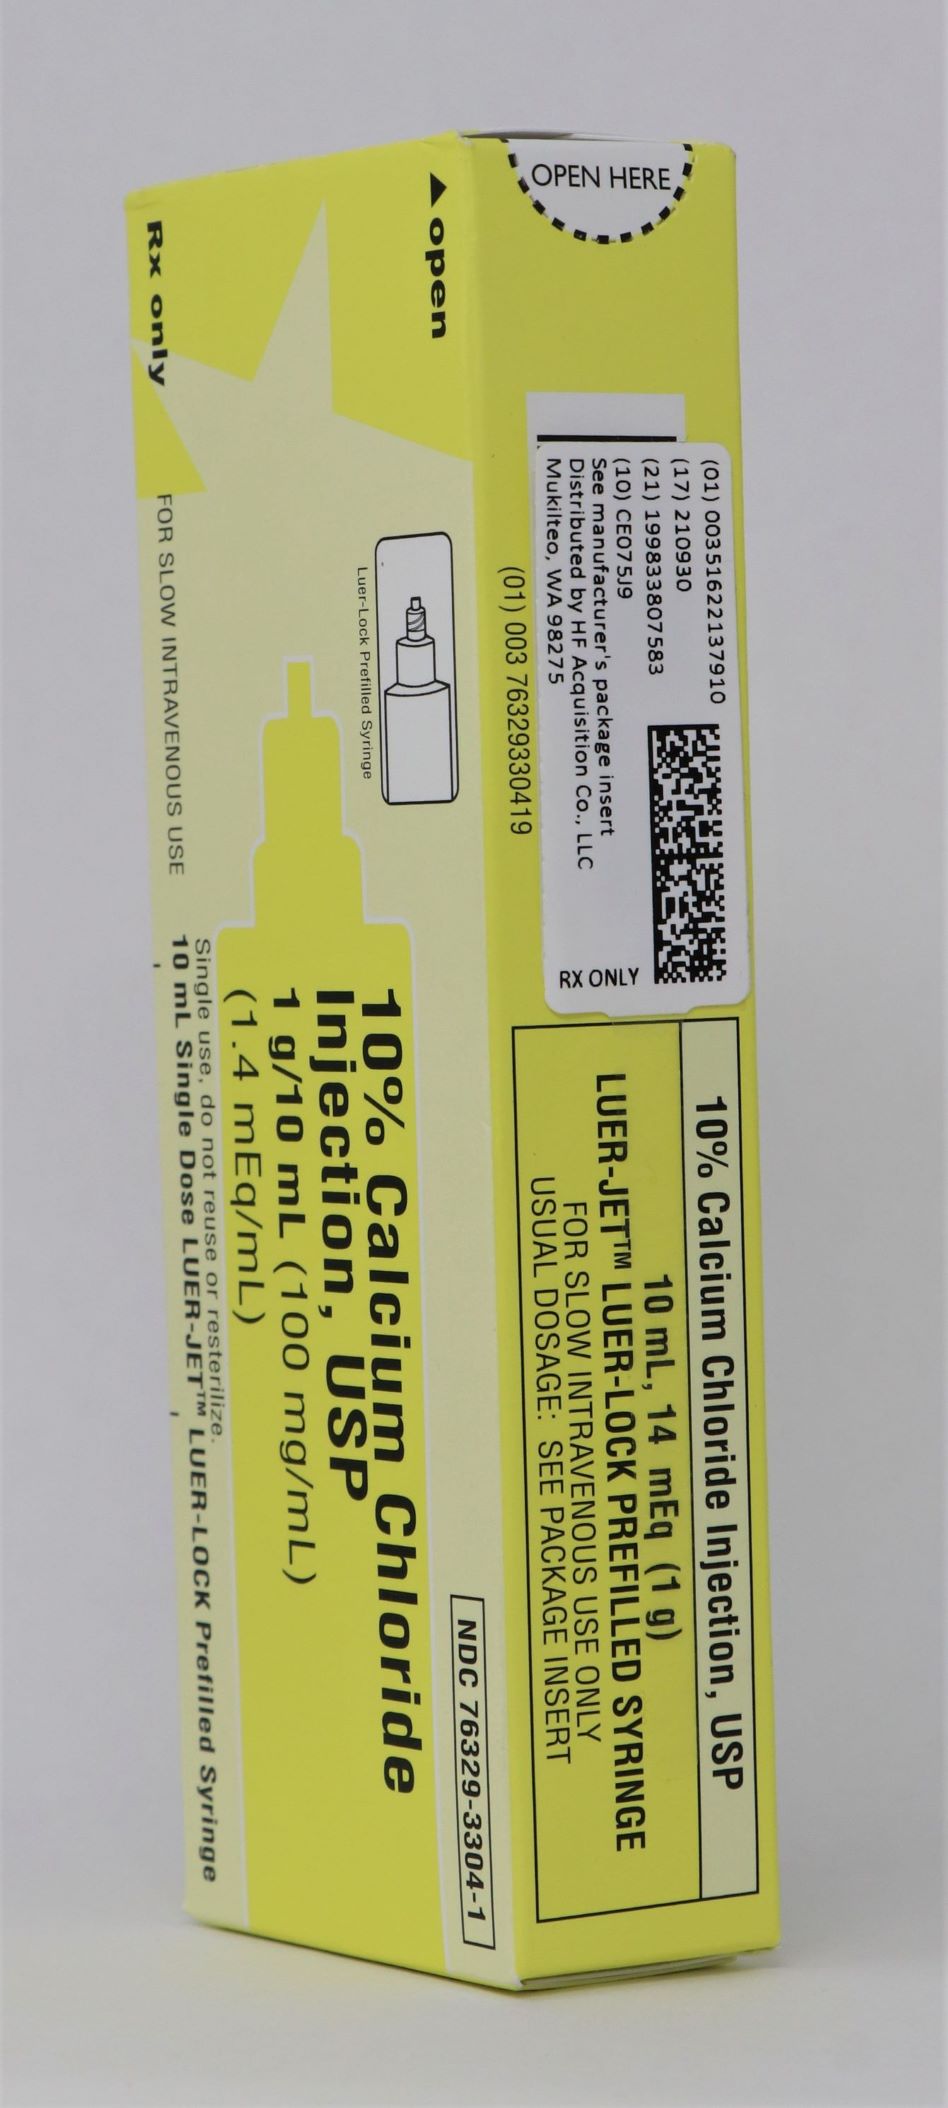 OPEN HERE
▲ open
Rx only
Luer-Lock Prefilled Syringe
FOR SLOW INTRAVENOUS USE
10% Calcium Chloride
Injection, USP
1 g/10 mL (100 mg/mL)
(1.4 mEq/mL)
Single use, do not reuse or resterilize.
10 mL Single Dose LUER-JET™ LUER-LOCK Prefilled Syringe
NDC 76329-3304-1
(01) 00351622137910
(17) 210930
(21) 199833807583
(10) CE075J9
See manufacturer's package insert
Distributed by HF Acquisition Co., LLC
Mukilteo, WA 98275
RX ONLY
(01) 003 76329330419
10% Calcium Chloride Injection, USP
10 mL, 14 mEq (1 g)
LUER-JET™ LUER-LOCK PREFILLED SYRINGE
FOR SLOW INTRAVENOUS USE ONLY
USUAL DOSAGE: SEE PACKAGE INSERT